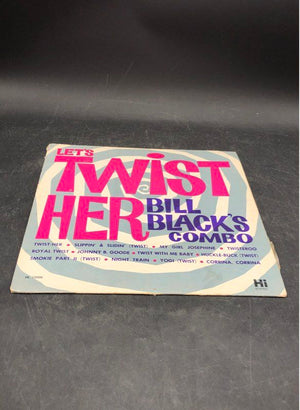 LET'S
TWIST
HER
BILL
BLACK'S
COMBO
TWIST-HER ★ SLIPPIN' & SLIDIN' (TWIST) ★ MY GIRL JOSEPHINE ★ TWISTEROO
ROYAL TWIST ★ JOHNNY B. GOODE ★ TWIST WITH ME BABY ★ HUCKLE-BUCK (TWIST)
SMOKIE PART II (TWIST) ★ NIGHT TRAIN ★ YOGI (TWIST) ★ CORRINA, CORRINA
Hi